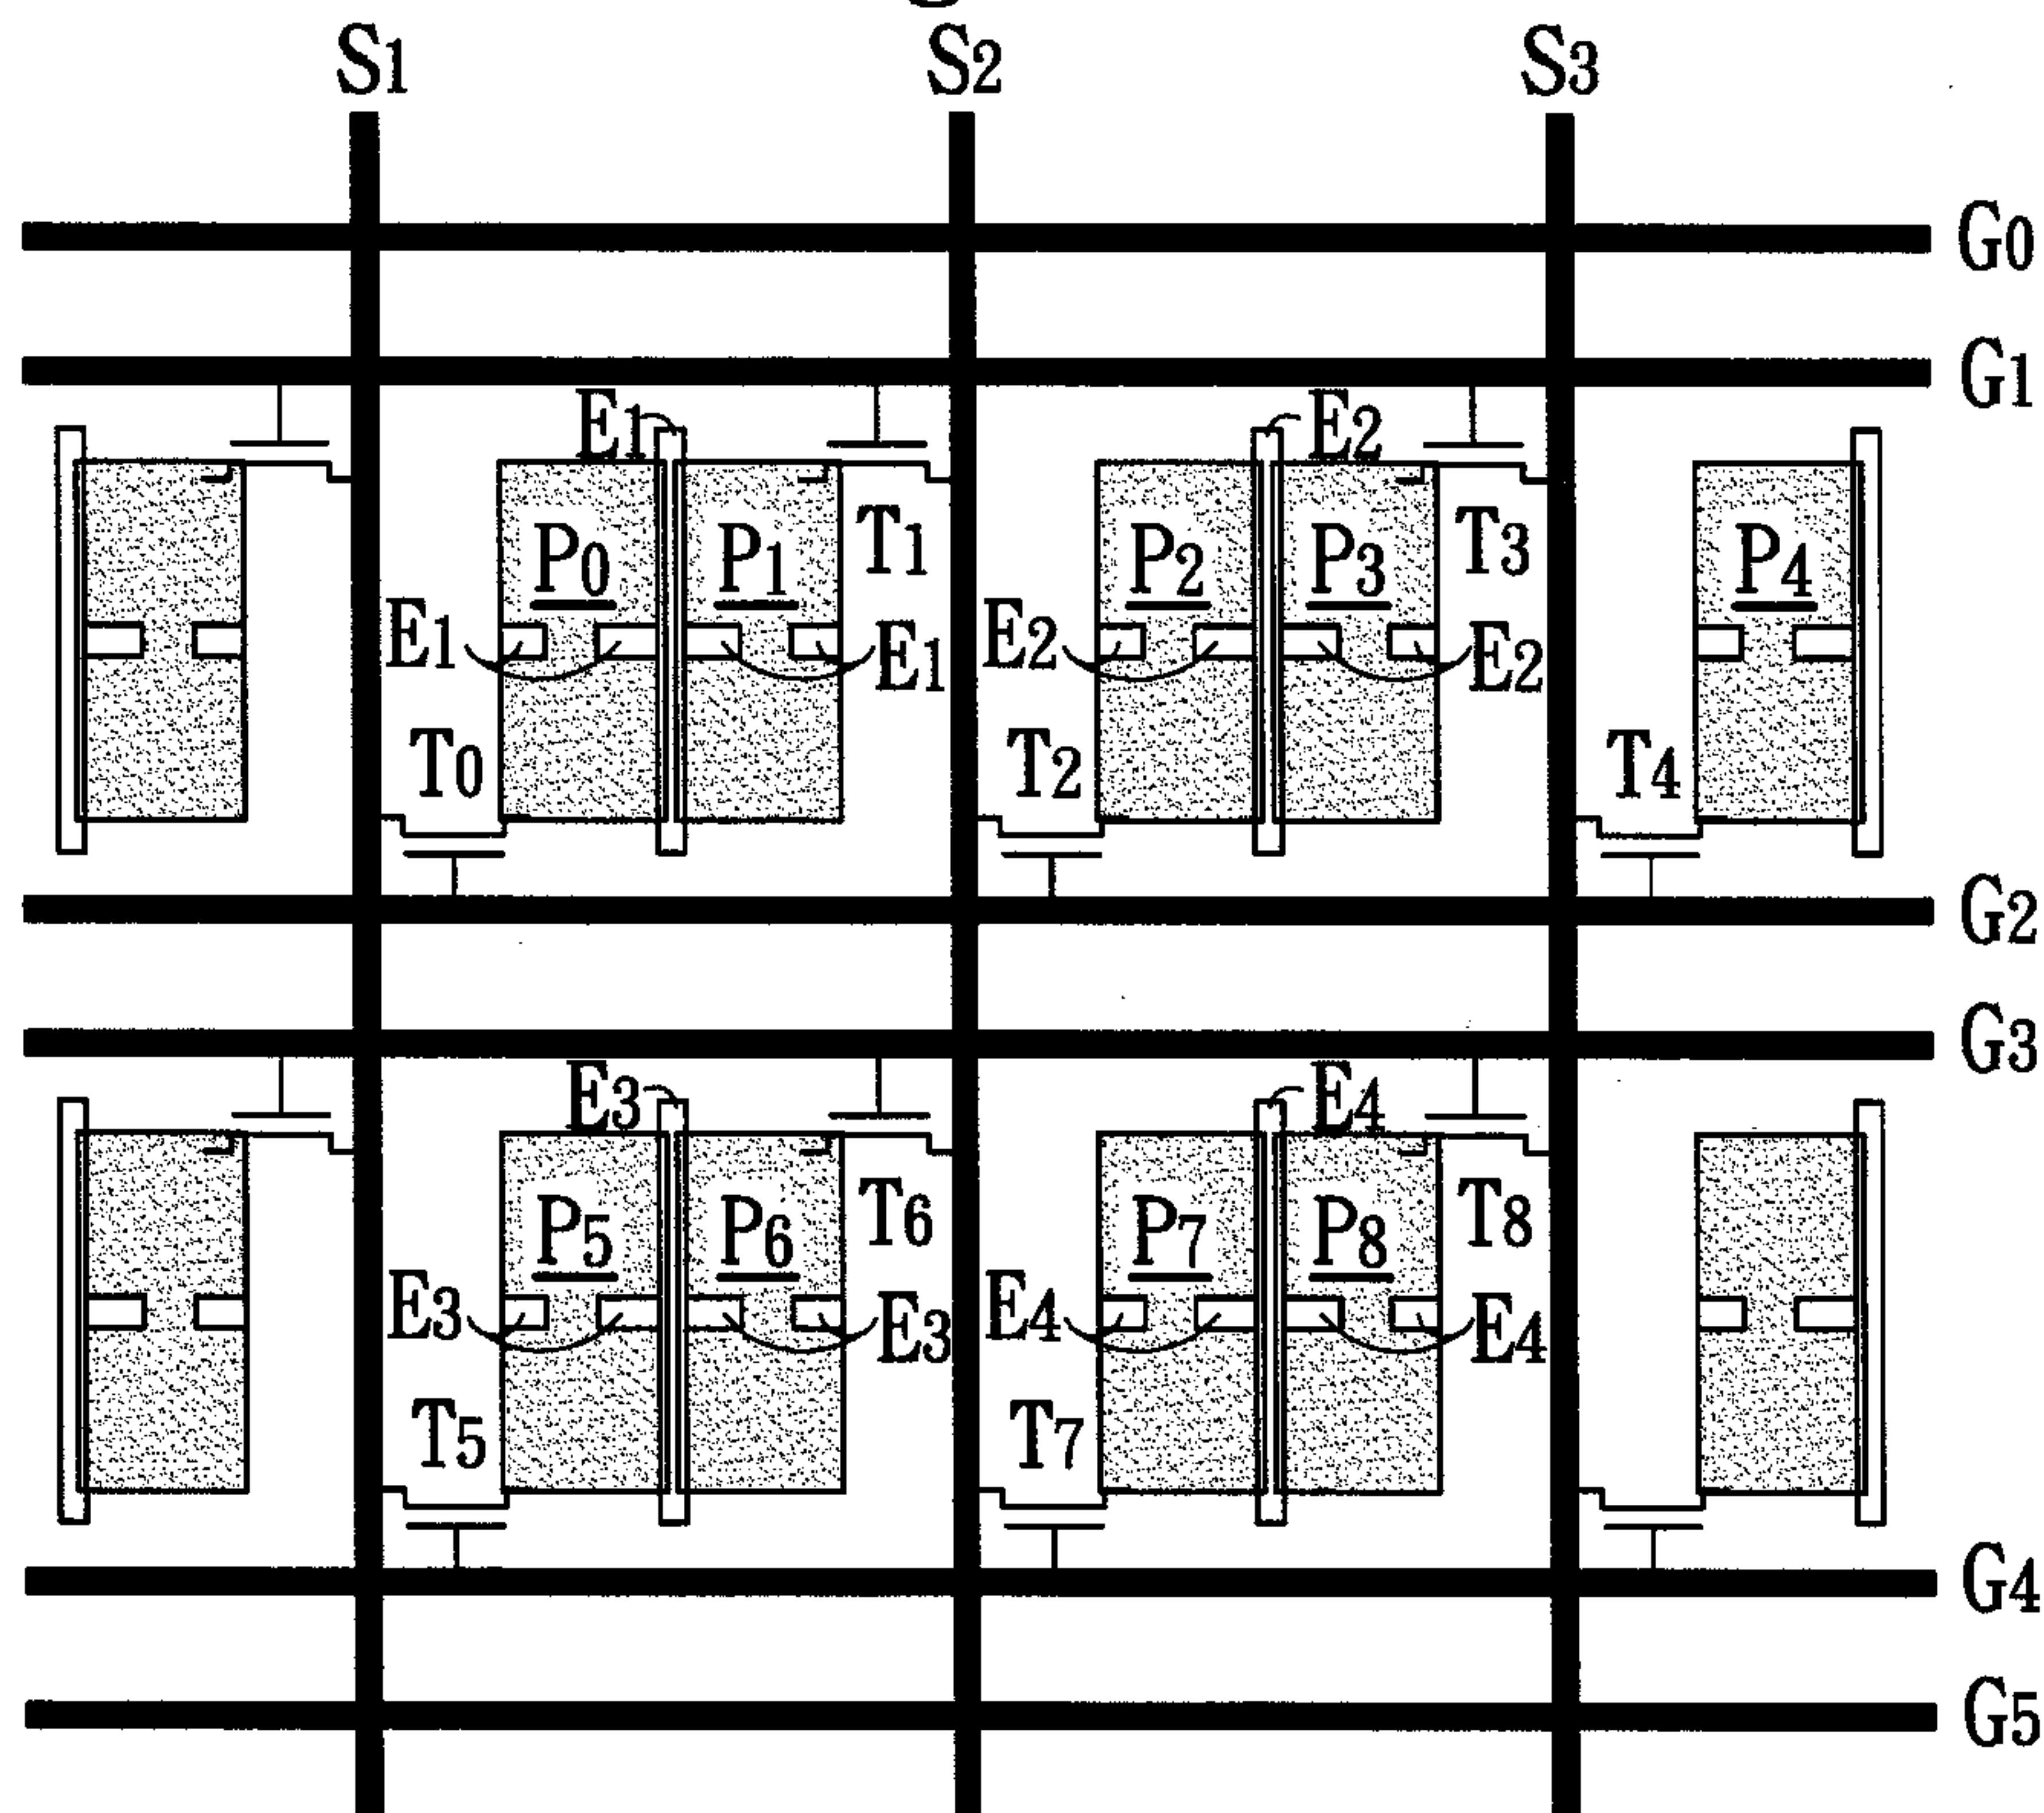 S1 S2 S3
G0
G1
E1 E2
P0 P1 T1 P2 P3 T3 P4
E1 E1 E2 E2
T0 T2 T4
G2
G3
E3 E4
P5 P6 T6 P7 P8 T8
E3 E3 E4 E4
T5 T7
G4
G5